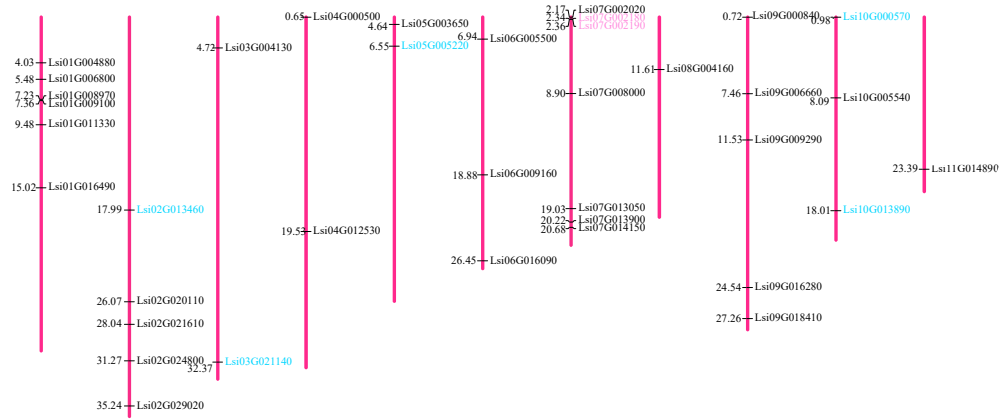 4.03 Lsi01G004880
5.48 Lsi01G006800
7.23 Lsi01G008970
7.36 Lsi01G009100
9.48 Lsi01G011330
15.02 Lsi01G016490
17.99 Lsi02G013460
26.07 Lsi02G020110
28.04 Lsi02G021610
31.27 Lsi02G024800
35.24 Lsi02G029020
4.72 Lsi03G004130
32.37 Lsi03G021140
0.65 Lsi04G000500
19.53 Lsi04G012530
4.64 Lsi05G003650
6.55 Lsi05G005220
6.94 Lsi06G005500
18.88 Lsi06G009160
26.45 Lsi06G016090
2.17 Lsi07G002020
2.34 Lsi07G002180
2.36 Lsi07G002190
8.90 Lsi07G008000
19.03 Lsi07G013050
20.22 Lsi07G013900
20.68 Lsi07G014150
11.61 Lsi08G004160
0.72 Lsi09G000840
7.46 Lsi09G006660
11.53 Lsi09G009290
24.54 Lsi09G016280
27.26 Lsi09G018410
0.98 Lsi10G000570
8.09 Lsi10G005540
18.01 Lsi10G013890
23.39 Lsi11G014890